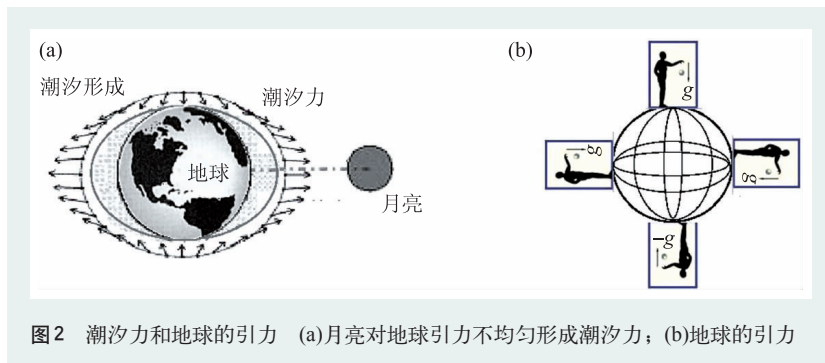 (a)
潮汐形成
潮汐力
地球
月亮
(b)
g
g
g
-g
图2 潮汐力和地球的引力 (a)月亮对地球引力不均匀形成潮汐力；(b)地球的引力